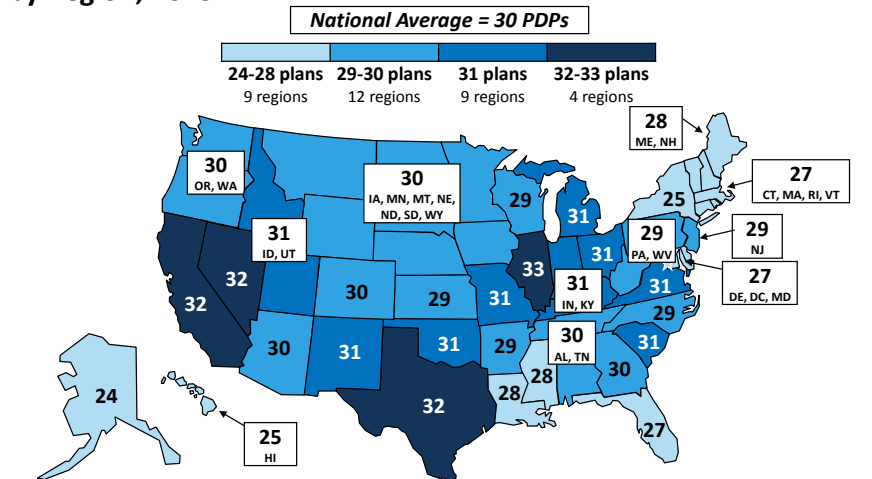 National Average = 30 PDPs
24-28 plans 29-30 plans 31 plans 32-33 plans
9 regions 12 regions 9 regions 4 regions
28
ME, NH
30
OR, WA
30
IA, MN, MT, NE,
ND, SD, WY
27
CT, MA, RI, VT
29
25
31
31
ID, UT
29
PA, WV
29
NJ
31
33
32
27
DE, DC, MD
31
IN, KY
31
32
30
29
31
29
30
AL, TN
30
31
31
29
31
28
28
30
24
32
27
25
HI